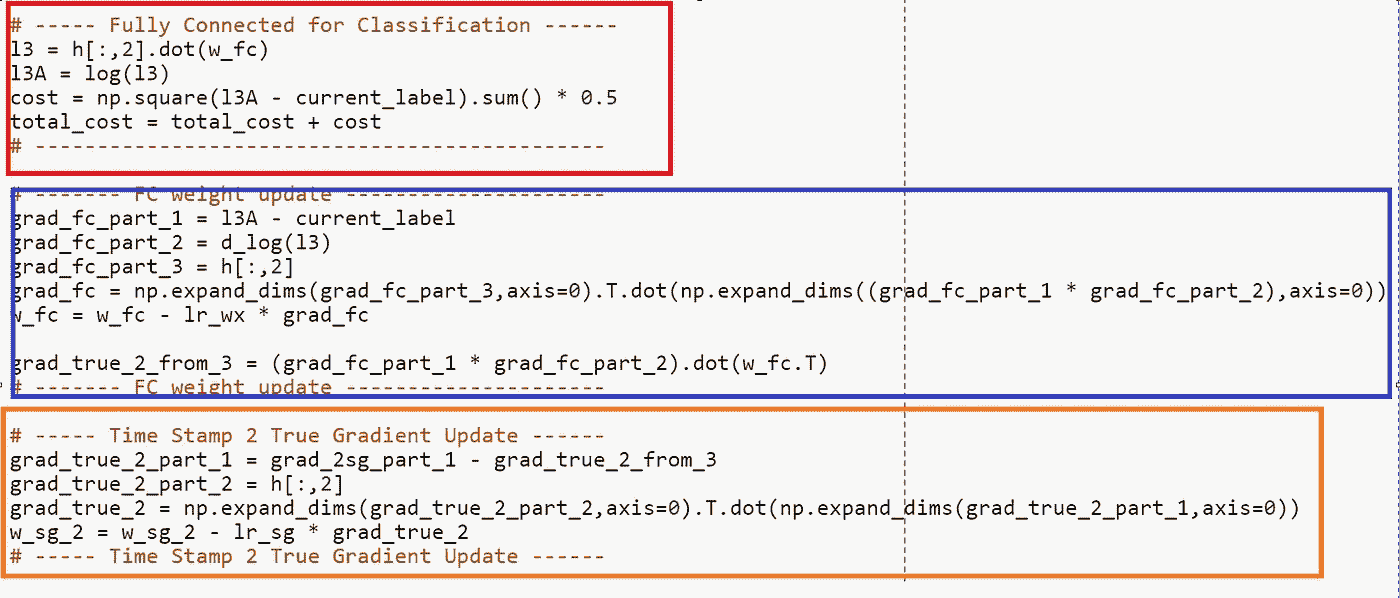 # ----- Fully Connected for Classification ------
l3 = h[:,2].dot(w_fc)
l3A = log(l3)
cost = np.square(l3A - current_label).sum() * 0.5
total_cost = total_cost + cost
# ----------------------------------------------
# ------- FC weight update ---------------------
grad_fc_part_1 = l3A - current_label
grad_fc_part_2 = d_log(l3)
grad_fc_part_3 = h[:,2]
grad_fc = np.expand_dims(grad_fc_part_3,axis=0).T.dot(np.expand_dims((grad_fc_part_1 * grad_fc_part_2),axis=0))
w_fc = w_fc - lr_wx * grad_fc
grad_true_2_from_3 = (grad_fc_part_1 * grad_fc_part_2).dot(w_fc.T)
# ------- FC weight update ---------------------
# ----- Time Stamp 2 True Gradient Update ------
grad_true_2_part_1 = grad_2sg_part_1 - grad_true_2_from_3
grad_true_2_part_2 = h[:,2]
grad_true_2 = np.expand_dims(grad_true_2_part_2,axis=0).T.dot(np.expand_dims(grad_true_2_part_1,axis=0))
w_sg_2 = w_sg_2 - lr_sg * grad_true_2
# ----- Time Stamp 2 True Gradient Update ------